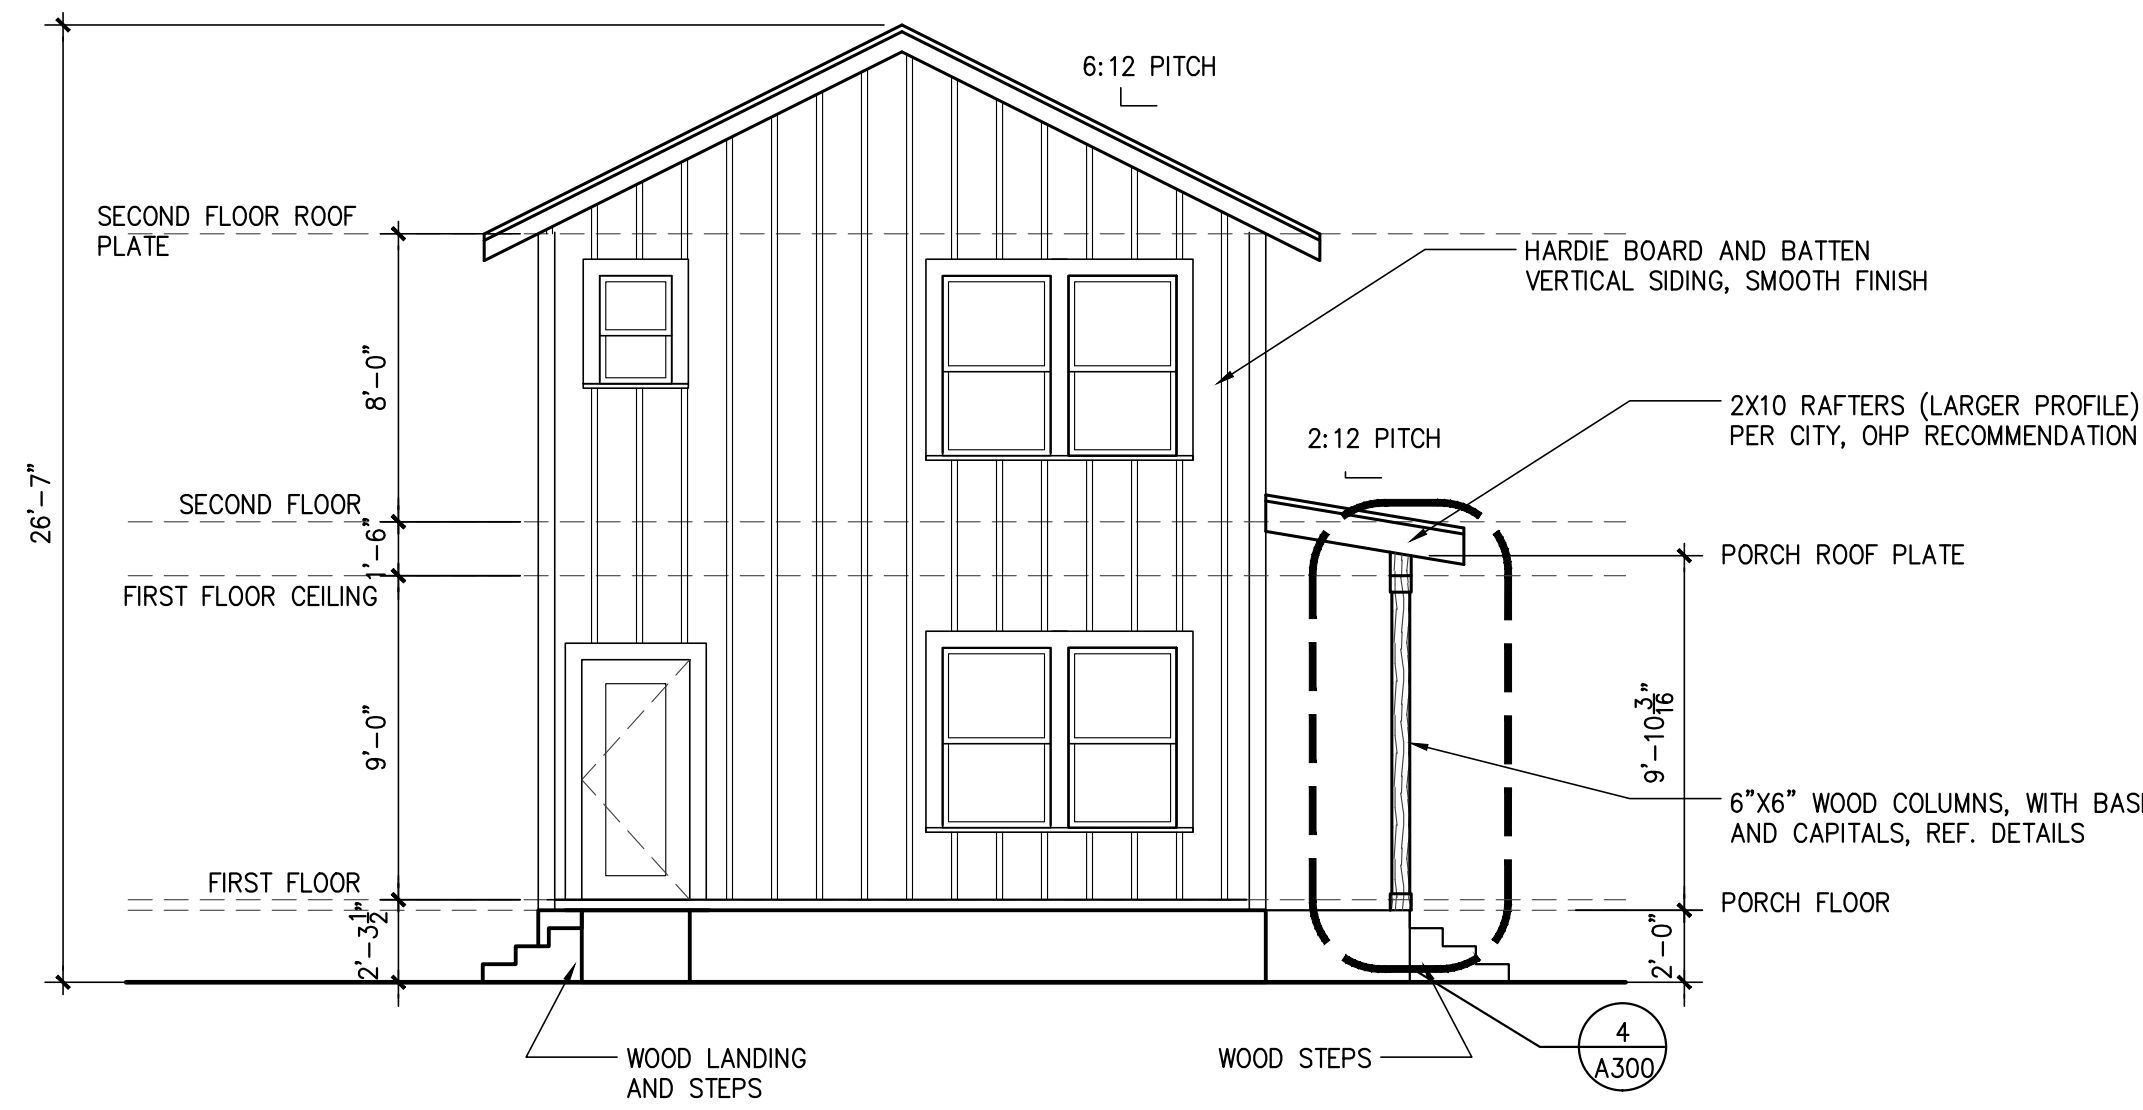 6:12 PITCH
SECOND FLOOR ROOF
PLATE
HARDIE BOARD AND BATTEN
VERTICAL SIDING, SMOOTH FINISH
8'-0"
2X10 RAFTERS (LARGER PROFILE)
PER CITY, OHP RECOMMENDATION
2:12 PITCH
26'-7"
SECOND FLOOR
1'-6"
PORCH ROOF PLATE
FIRST FLOOR CEILING
9'-0"
9'-10 3/16"
6"X6" WOOD COLUMNS, WITH BAS
AND CAPITALS, REF. DETAILS
FIRST FLOOR
PORCH FLOOR
2'-3 1/2"
2'-0"
4
A300
WOOD LANDING
AND STEPS
WOOD STEPS